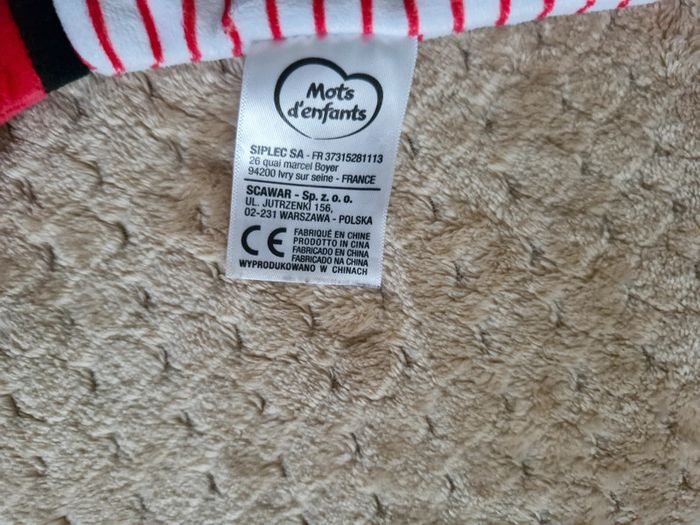 Mots
d'enfants
SIPLEC SA - FR 37315281113
26 quai marcel Boyer
94200 Ivry sur seine - FRANCE
SCAWAR - Sp. z. o. o.
UL. JUTRZENKI 156,
02-231 WARSZAWA - POLSKA
CE
FABRIQUÉ EN CHINE
PRODOTTO IN CINA
FABRICADO EN CHINA
FABRICADO NA CHINA
WYPRODUKOWANO W CHINACH